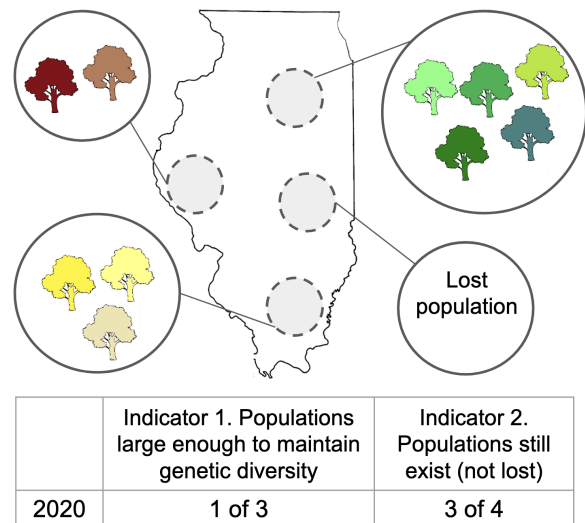 Lost
population
Indicator 1. Populations
large enough to maintain
genetic diversity
Indicator 2.
Populations still
exist (not lost)
2020
1 of 3
3 of 4